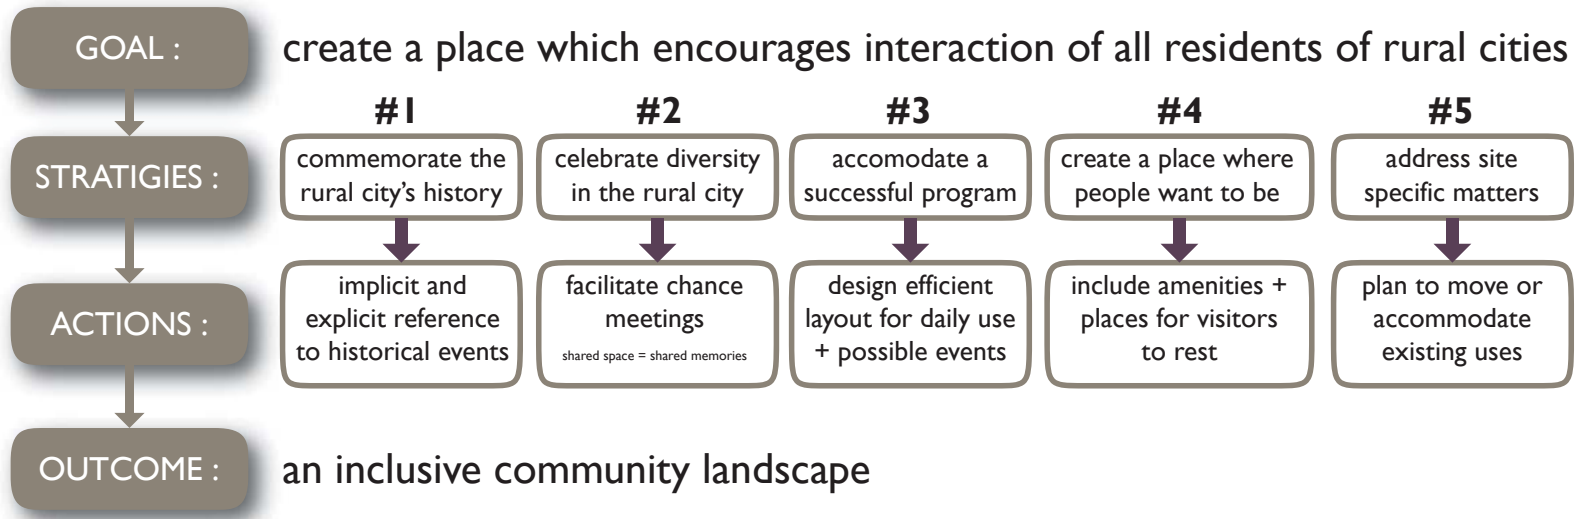 GOAL :
create a place which encourages interaction of all residents of rural cities
STRATIGIES :
#1
commemorate the
rural city's history
#2
celebrate diversity
in the rural city
#3
accomodate a
successful program
#4
create a place where
people want to be
#5
address site
specific matters
ACTIONS :
implicit and
explicit reference
to historical events
facilitate chance
meetings
shared space = shared memories
design efficient
layout for daily use
+ possible events
include amenities +
places for visitors
to rest
plan to move or
accommodate
existing uses
OUTCOME :
an inclusive community landscape